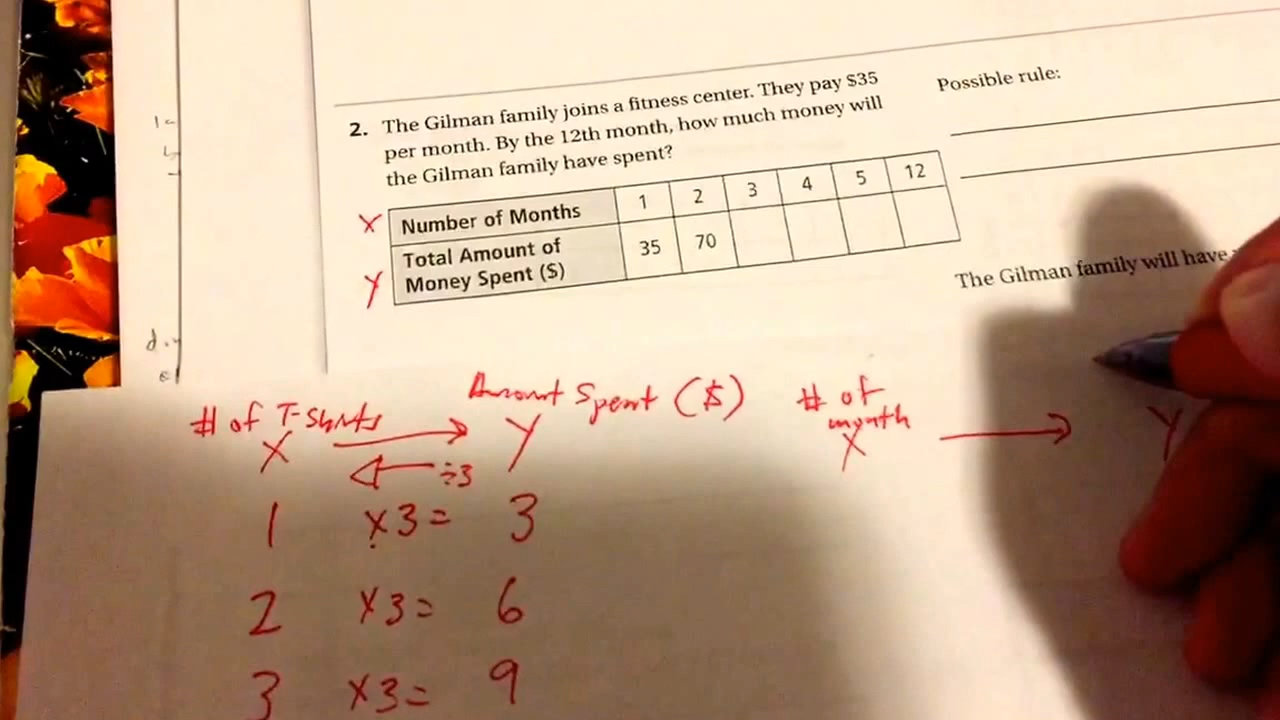 2. The Gilman family joins a fitness center. They pay $35
per month. By the 12th month, how much money will
the Gilman family have spent?
Possible rule:
X Number of Months 1 2 3 4 5 12
Y Total Amount of
Money Spent ($) 35 70
The Gilman family will have
# of T-Shirts
Amount Spent ($)
X → Y
← ÷3
1 x3= 3
2 x3= 6
3 x3= 9
# of
month
X → Y